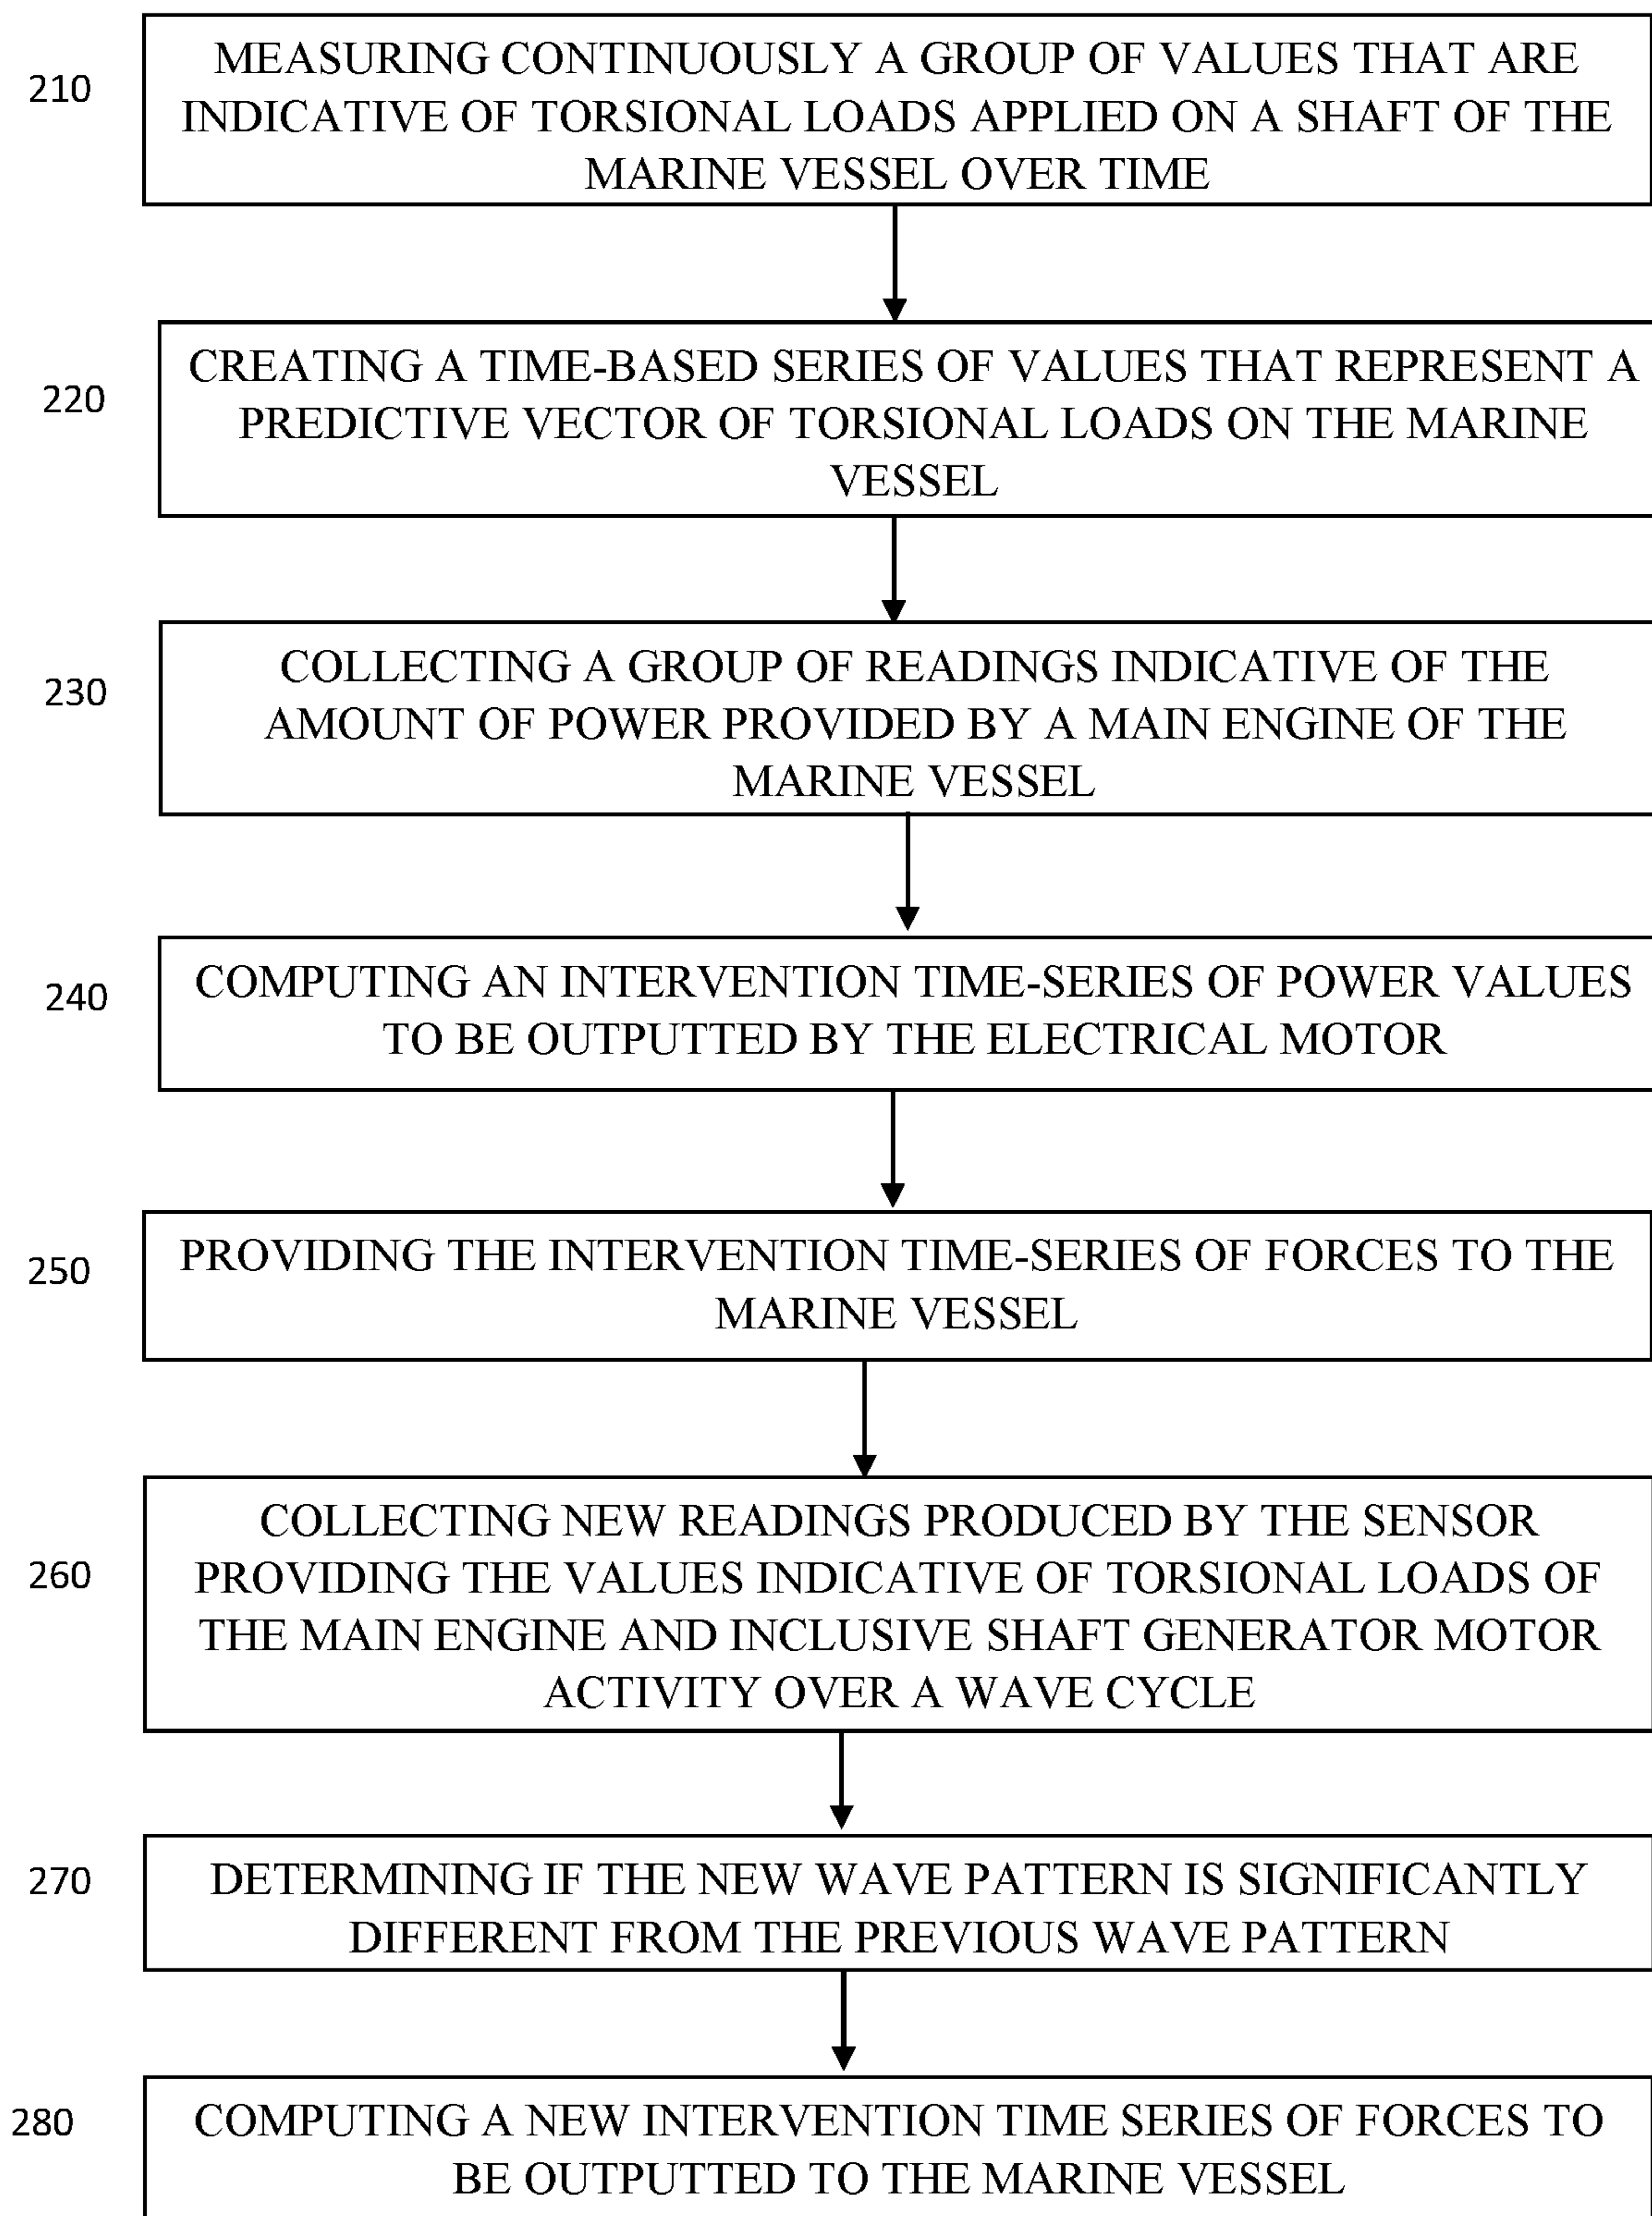 210
MEASURING CONTINUOUSLY A GROUP OF VALUES THAT ARE
INDICATIVE OF TORSIONAL LOADS APPLIED ON A SHAFT OF THE
MARINE VESSEL OVER TIME
220
CREATING A TIME-BASED SERIES OF VALUES THAT REPRESENT A
PREDICTIVE VECTOR OF TORSIONAL LOADS ON THE MARINE
VESSEL
230
COLLECTING A GROUP OF READINGS INDICATIVE OF THE
AMOUNT OF POWER PROVIDED BY A MAIN ENGINE OF THE
MARINE VESSEL
240
COMPUTING AN INTERVENTION TIME-SERIES OF POWER VALUES
TO BE OUTPUTTED BY THE ELECTRICAL MOTOR
250
PROVIDING THE INTERVENTION TIME-SERIES OF FORCES TO THE
MARINE VESSEL
260
COLLECTING NEW READINGS PRODUCED BY THE SENSOR
PROVIDING THE VALUES INDICATIVE OF TORSIONAL LOADS OF
THE MAIN ENGINE AND INCLUSIVE SHAFT GENERATOR MOTOR
ACTIVITY OVER A WAVE CYCLE
270
DETERMINING IF THE NEW WAVE PATTERN IS SIGNIFICANTLY
DIFFERENT FROM THE PREVIOUS WAVE PATTERN
280
COMPUTING A NEW INTERVENTION TIME SERIES OF FORCES TO
BE OUTPUTTED TO THE MARINE VESSEL